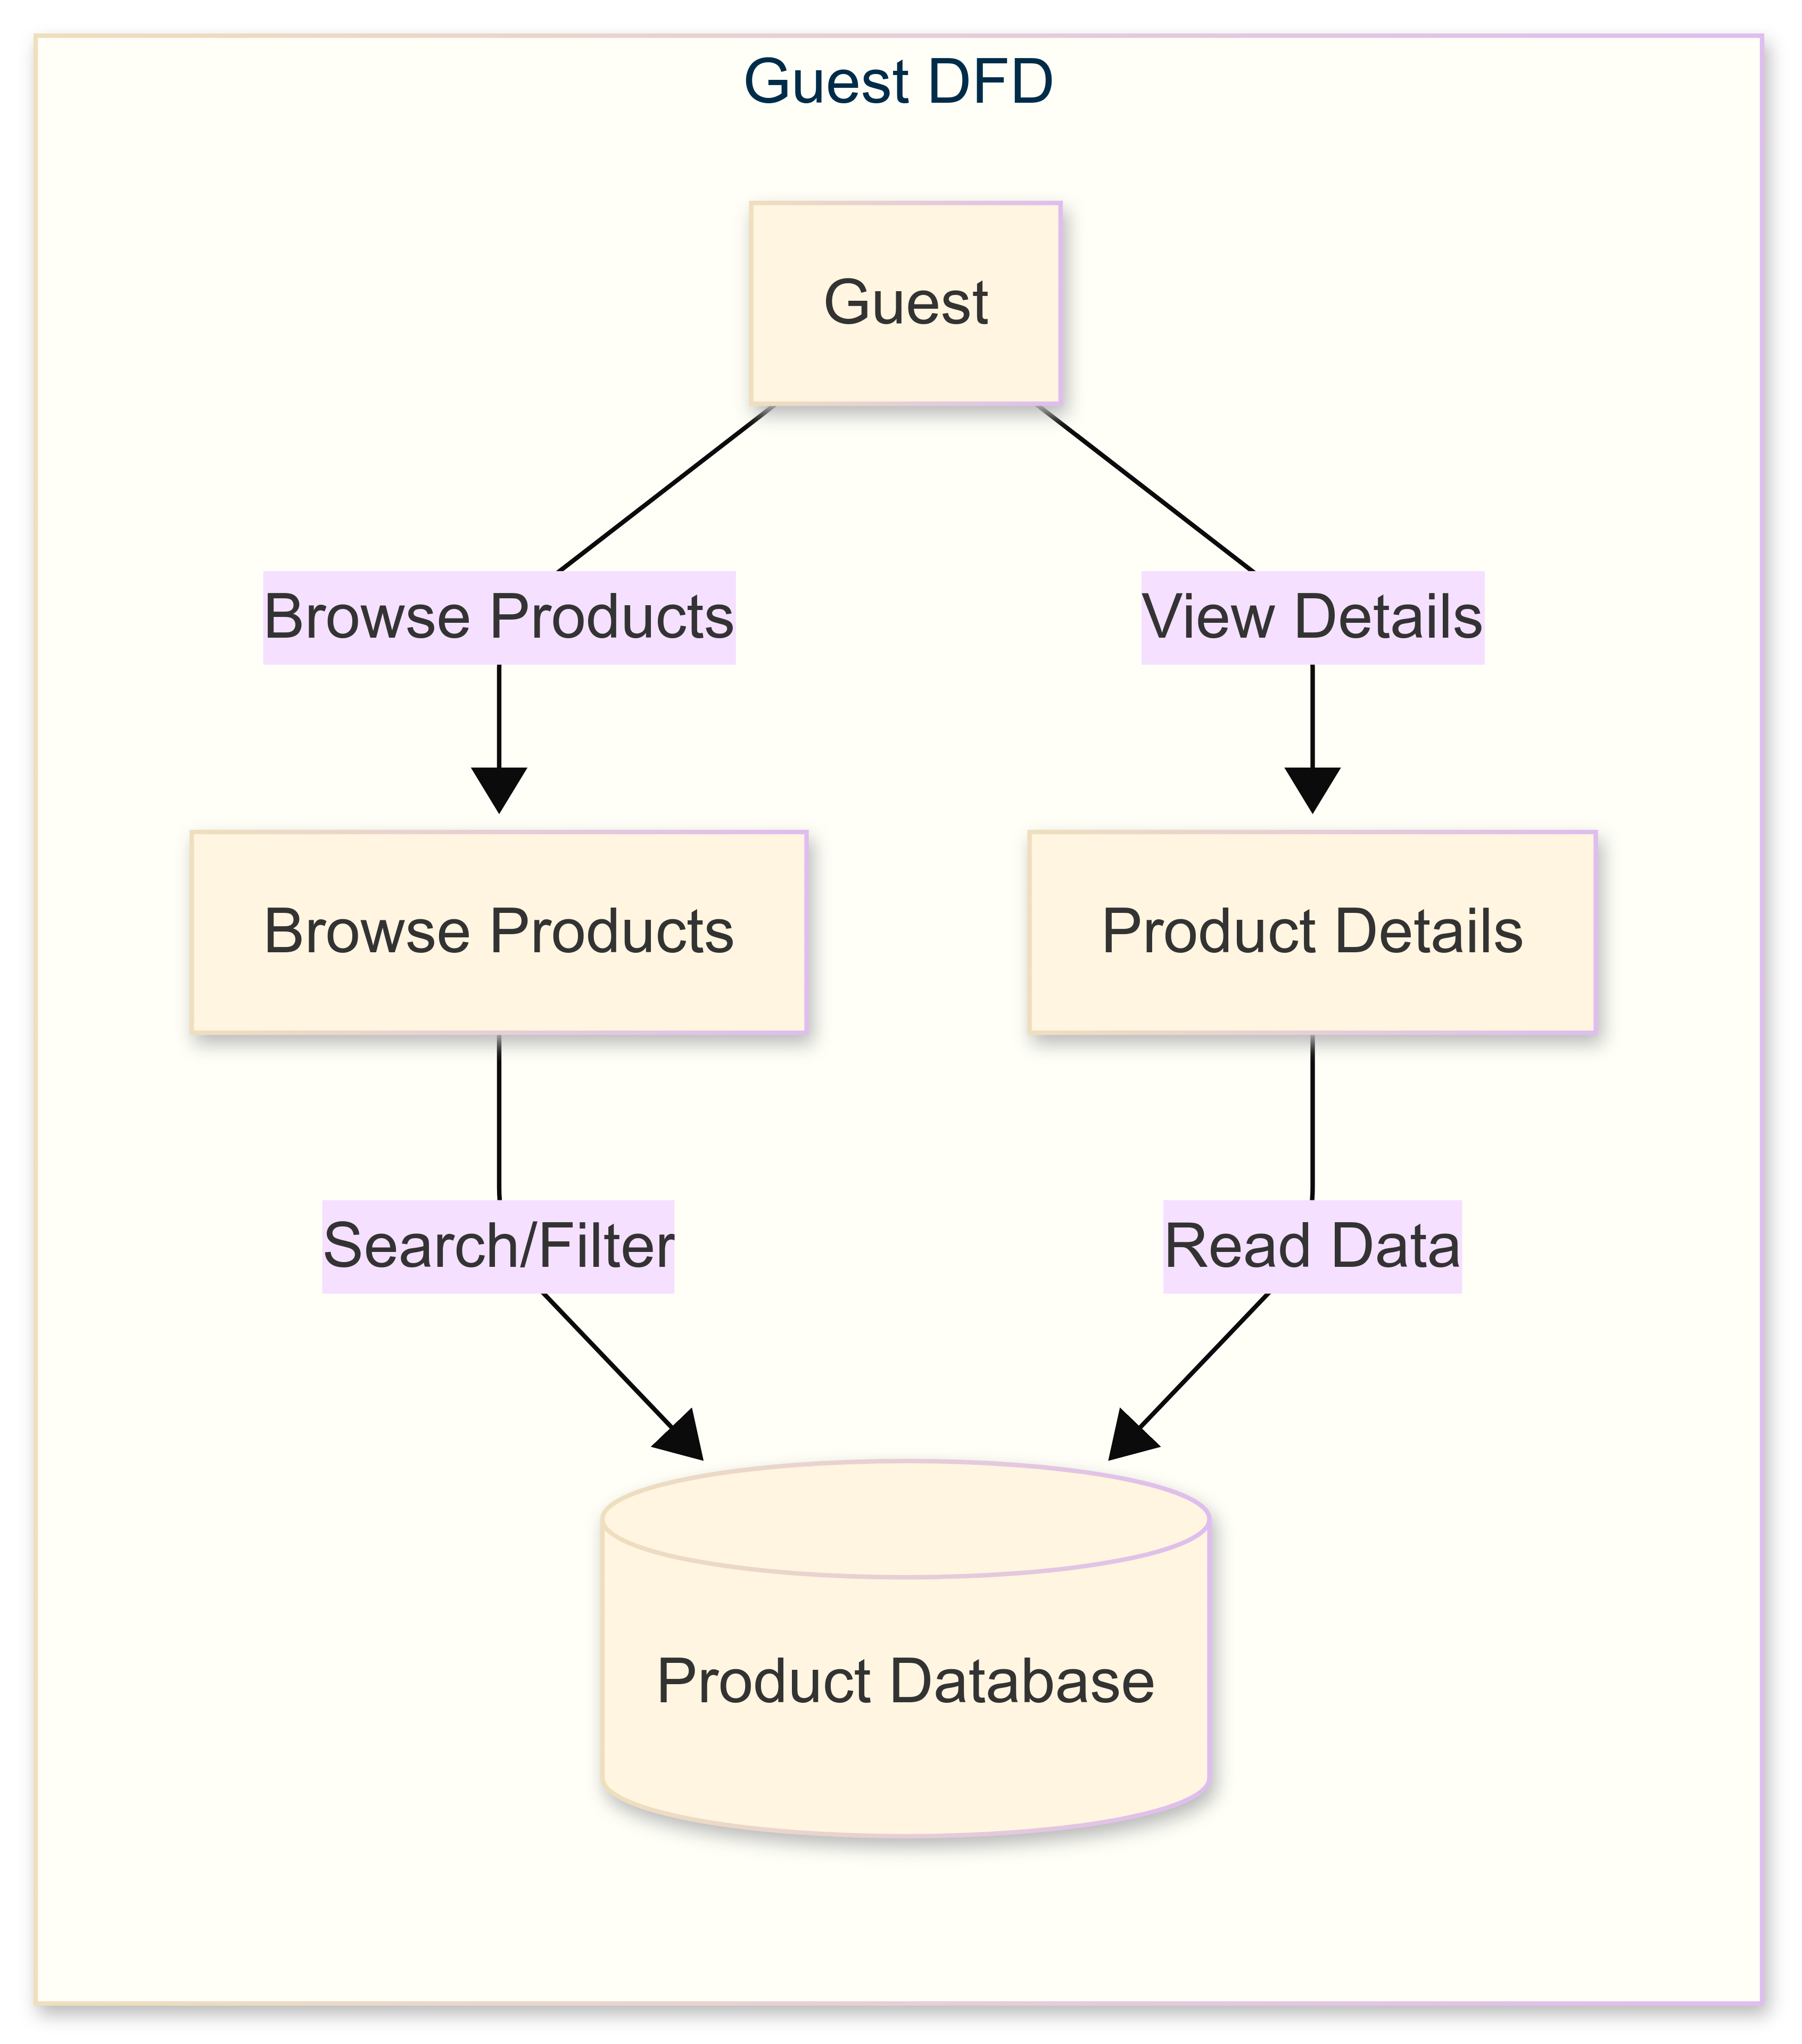 Guest DFD
Guest
Browse Products
View Details
Browse Products
Product Details
Search/Filter
Read Data
Product Database